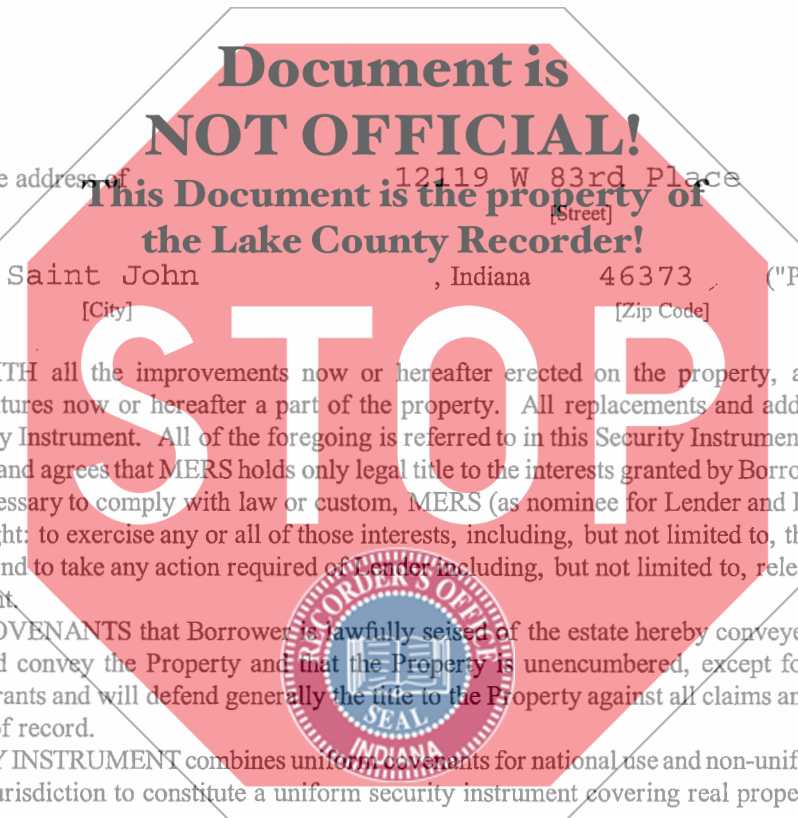 Document is
NOT OFFICIAL!
e address of 12119 W 83rd Place
This Document is the property of
[Street]
the Lake County Recorder!
Saint John , Indiana 46373 ("P
[City] [Zip Code]
STOP
TH all the improvements now or hereafter erected on the property, a
tures now or hereafter a part of the property. All replacements and add
y Instrument. All of the foregoing is referred to in this Security Instrumen
and agrees that MERS holds only legal title to the interests granted by Borro
essary to comply with law or custom, MERS (as nominee for Lender and
ht: to exercise any or all of those interests, including, but not limited to, th
nd to take any action required of Lender including, but not limited to, rele
nt.
OVENANTS that Borrower is lawfully seised of the estate hereby conveye
d convey the Property and that the Property is unencumbered, except fo
rants and will defend generally the title to the Property against all claims an
of record.
Y INSTRUMENT combines uniform covenants for national use and non-unif
urisdiction to constitute a uniform security instrument covering real prope
RECORDER'S OFFICE
SEAL
INDIANA